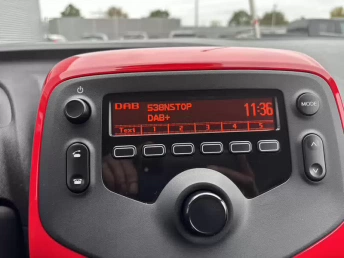 DAB 538NSTOP 11:36
DAB+
Text 1 2 3 4 5
MODE